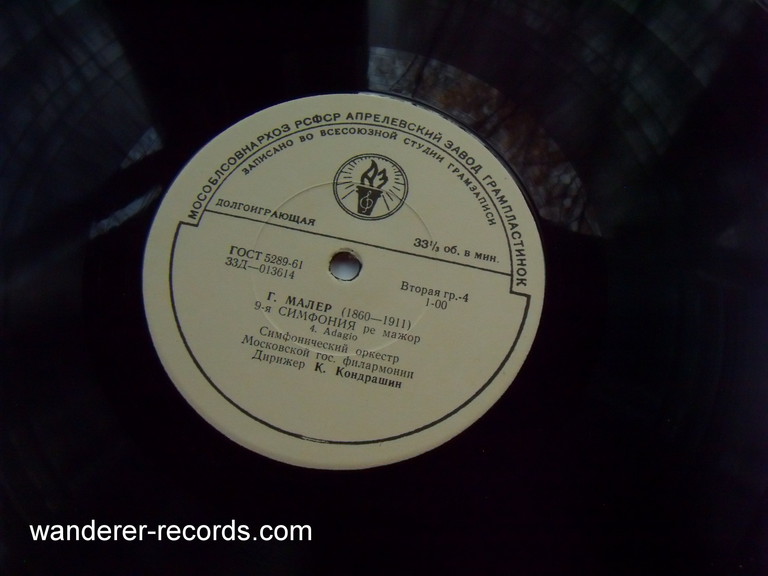 МОСОБЛСОВНАРХОЗ РСФСР АПРЕЛЕВСКИЙ ЗАВОД ГРАМПЛАСТИНОК
ЗАПИСАНО ВО ВСЕСОЮЗНОЙ СТУДИИ ГРАМЗАПИСИ
АЗ
ДОЛГОИГРАЮЩАЯ
33⅓ об. в мин.
ГОСТ 5289-61
33Д—013614
Вторая гр.-4
1-00
Г. МАЛЕР (1860—1911)
9-я СИМФОНИЯ ре мажор
4. Adagio
Симфонический оркестр
Московской гос. филармонии
Дирижер К. Кондрашин
wanderer-records.com